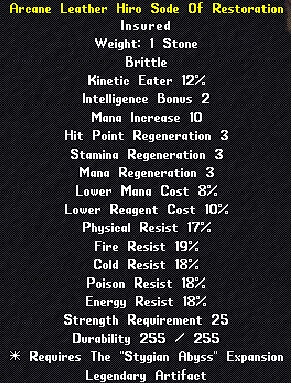 Arcane Leather Hiro Sode Of Restoration
Insured
Weight: 1 Stone
Brittle
Kinetic Eater 12%
Intelligence Bonus 2
Mana Increase 10
Hit Point Regeneration 3
Stamina Regeneration 3
Mana Regeneration 3
Lower Mana Cost 8%
Lower Reagent Cost 10%
Physical Resist 17%
Fire Resist 19%
Cold Resist 18%
Poison Resist 18%
Energy Resist 18%
Strength Requirement 25
Durability 255 / 255
* Requires The "Stygian Abyss" Expansion
Legendary Artifact